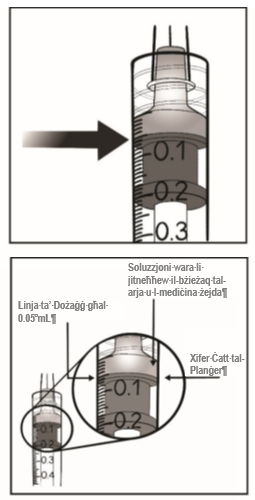 -0.1
-0.2
-0.3
Soluzzjoni wara li
jitneħħew il-bżieżaq tal-
arja u l-mediċina żejda¶
Linja ta' Dożaġġ għal
0.05°mL¶
Xifer Ċatt tal-
Planġer¶
-0.1
-0.2
0.1
0.2
0.3
0.4